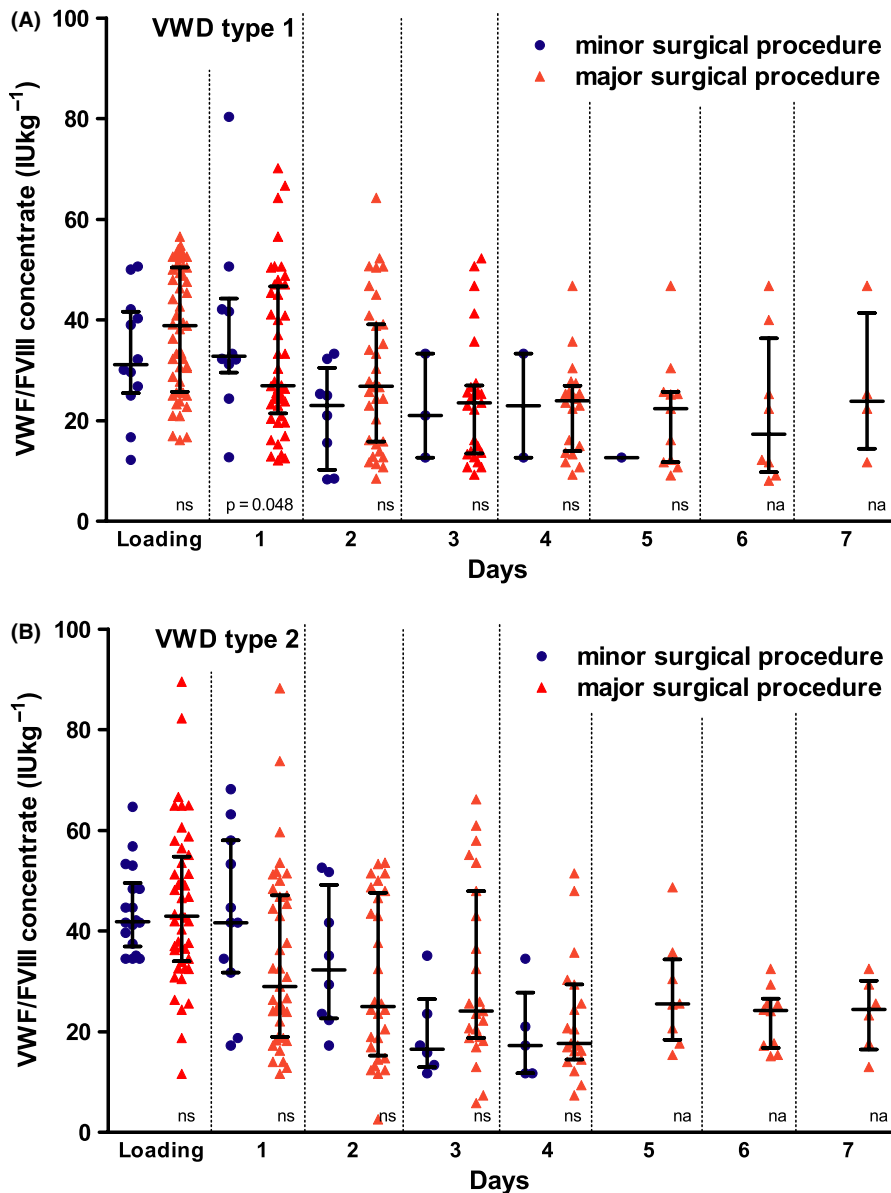 (A)
VWD type 1
minor surgical procedure
major surgical procedure
VWF/FVIII concentrate (IUkg⁻¹)
100
80
60
40
20
0
ns p = 0.048 ns ns ns ns na na
Loading 1 2 3 4 5 6 7
Days
(B)
VWD type 2
minor surgical procedure
major surgical procedure
VWF/FVIII concentrate (IUkg⁻¹)
100
80
60
40
20
0
ns ns ns ns ns na na na
Loading 1 2 3 4 5 6 7
Days